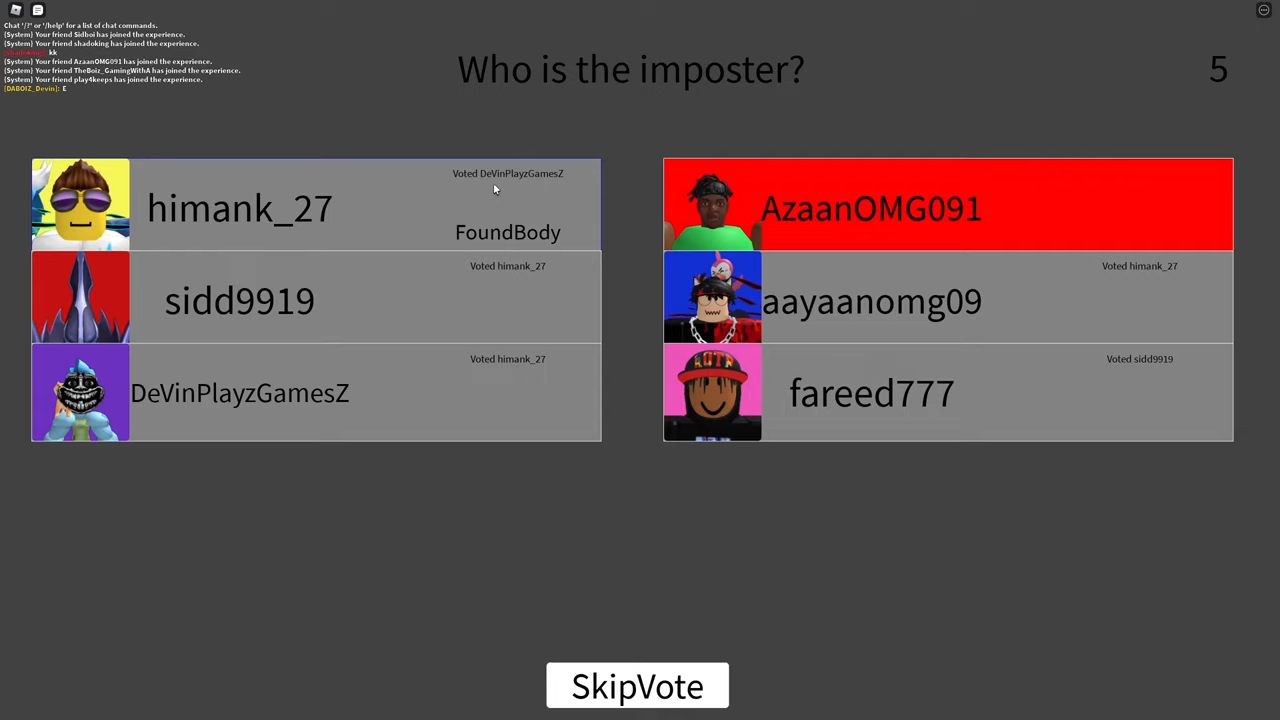 Chat '/?' or '/help' for a list of chat commands.
{System} Your friend Sidboi has joined the experience.
{System} Your friend shadoking has joined the experience.
kk
{System} Your friend AzaanOMG091 has joined the experience.
{System} Your friend TheBoiz_GamingWithA has joined the experience.
{System} Your friend play4keeps has joined the experience.
[DABOIZ_Devin]: E
Who is the imposter?
5
himank_27
Voted DeVinPlayzGamesZ
FoundBody
sidd9919
Voted himank_27
DeVinPlayzGamesZ
Voted himank_27
AzaanOMG091
aayaanomg09
Voted himank_27
fareed777
Voted sidd9919
SkipVote